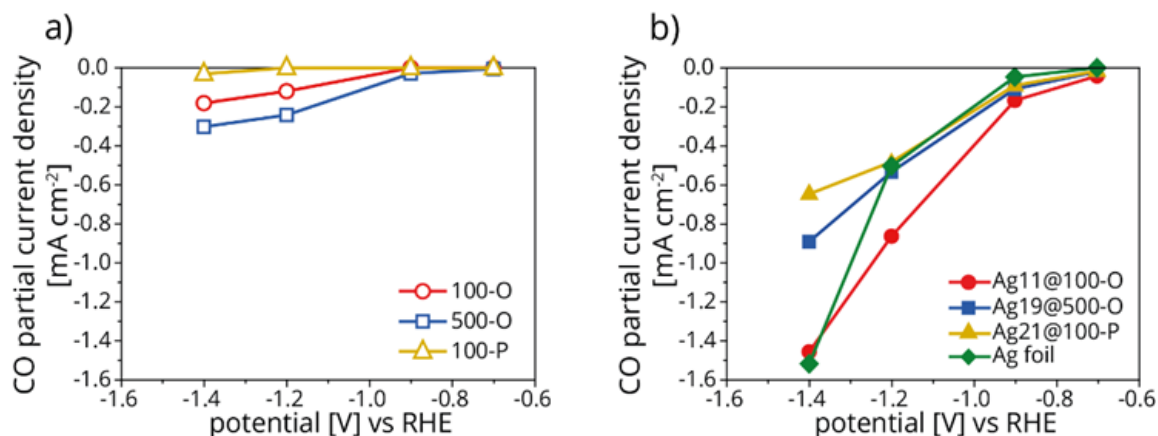 a)
CO partial current density
[mA cm-2]
0.0
-0.2
-0.4
-0.6
-0.8
-1.0
-1.2
-1.4
-1.6
100-O
500-O
100-P
-1.6 -1.4 -1.2 -1.0 -0.8 -0.6
potential [V] vs RHE
b)
CO partial current density
[mA cm-2]
0.0
-0.2
-0.4
-0.6
-0.8
-1.0
-1.2
-1.4
-1.6
Ag11@100-O
Ag19@500-O
Ag21@100-P
Ag foil
-1.6 -1.4 -1.2 -1.0 -0.8 -0.6
potential [V] vs RHE